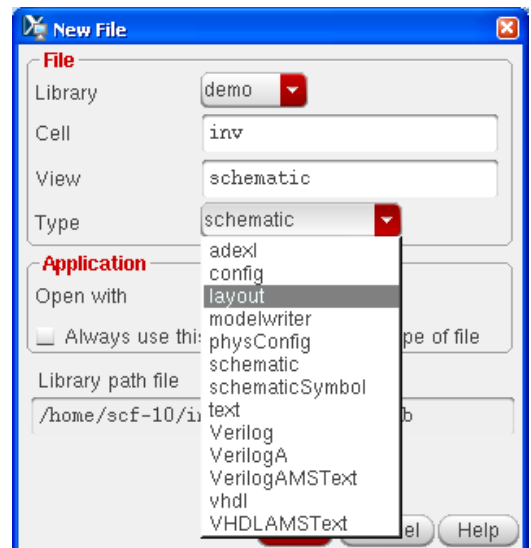 New File
File
Library demo
Cell inv
View schematic
Type schematic
adexl
config
layout
modelwriter
physConfig
schematic
schematicSymbol
text
Verilog
VerilogA
VerilogAMSText
vhdl
VHDLAMSText
Application
Open with
Always use pe of file
Library path file
/home/scf-10/
Help